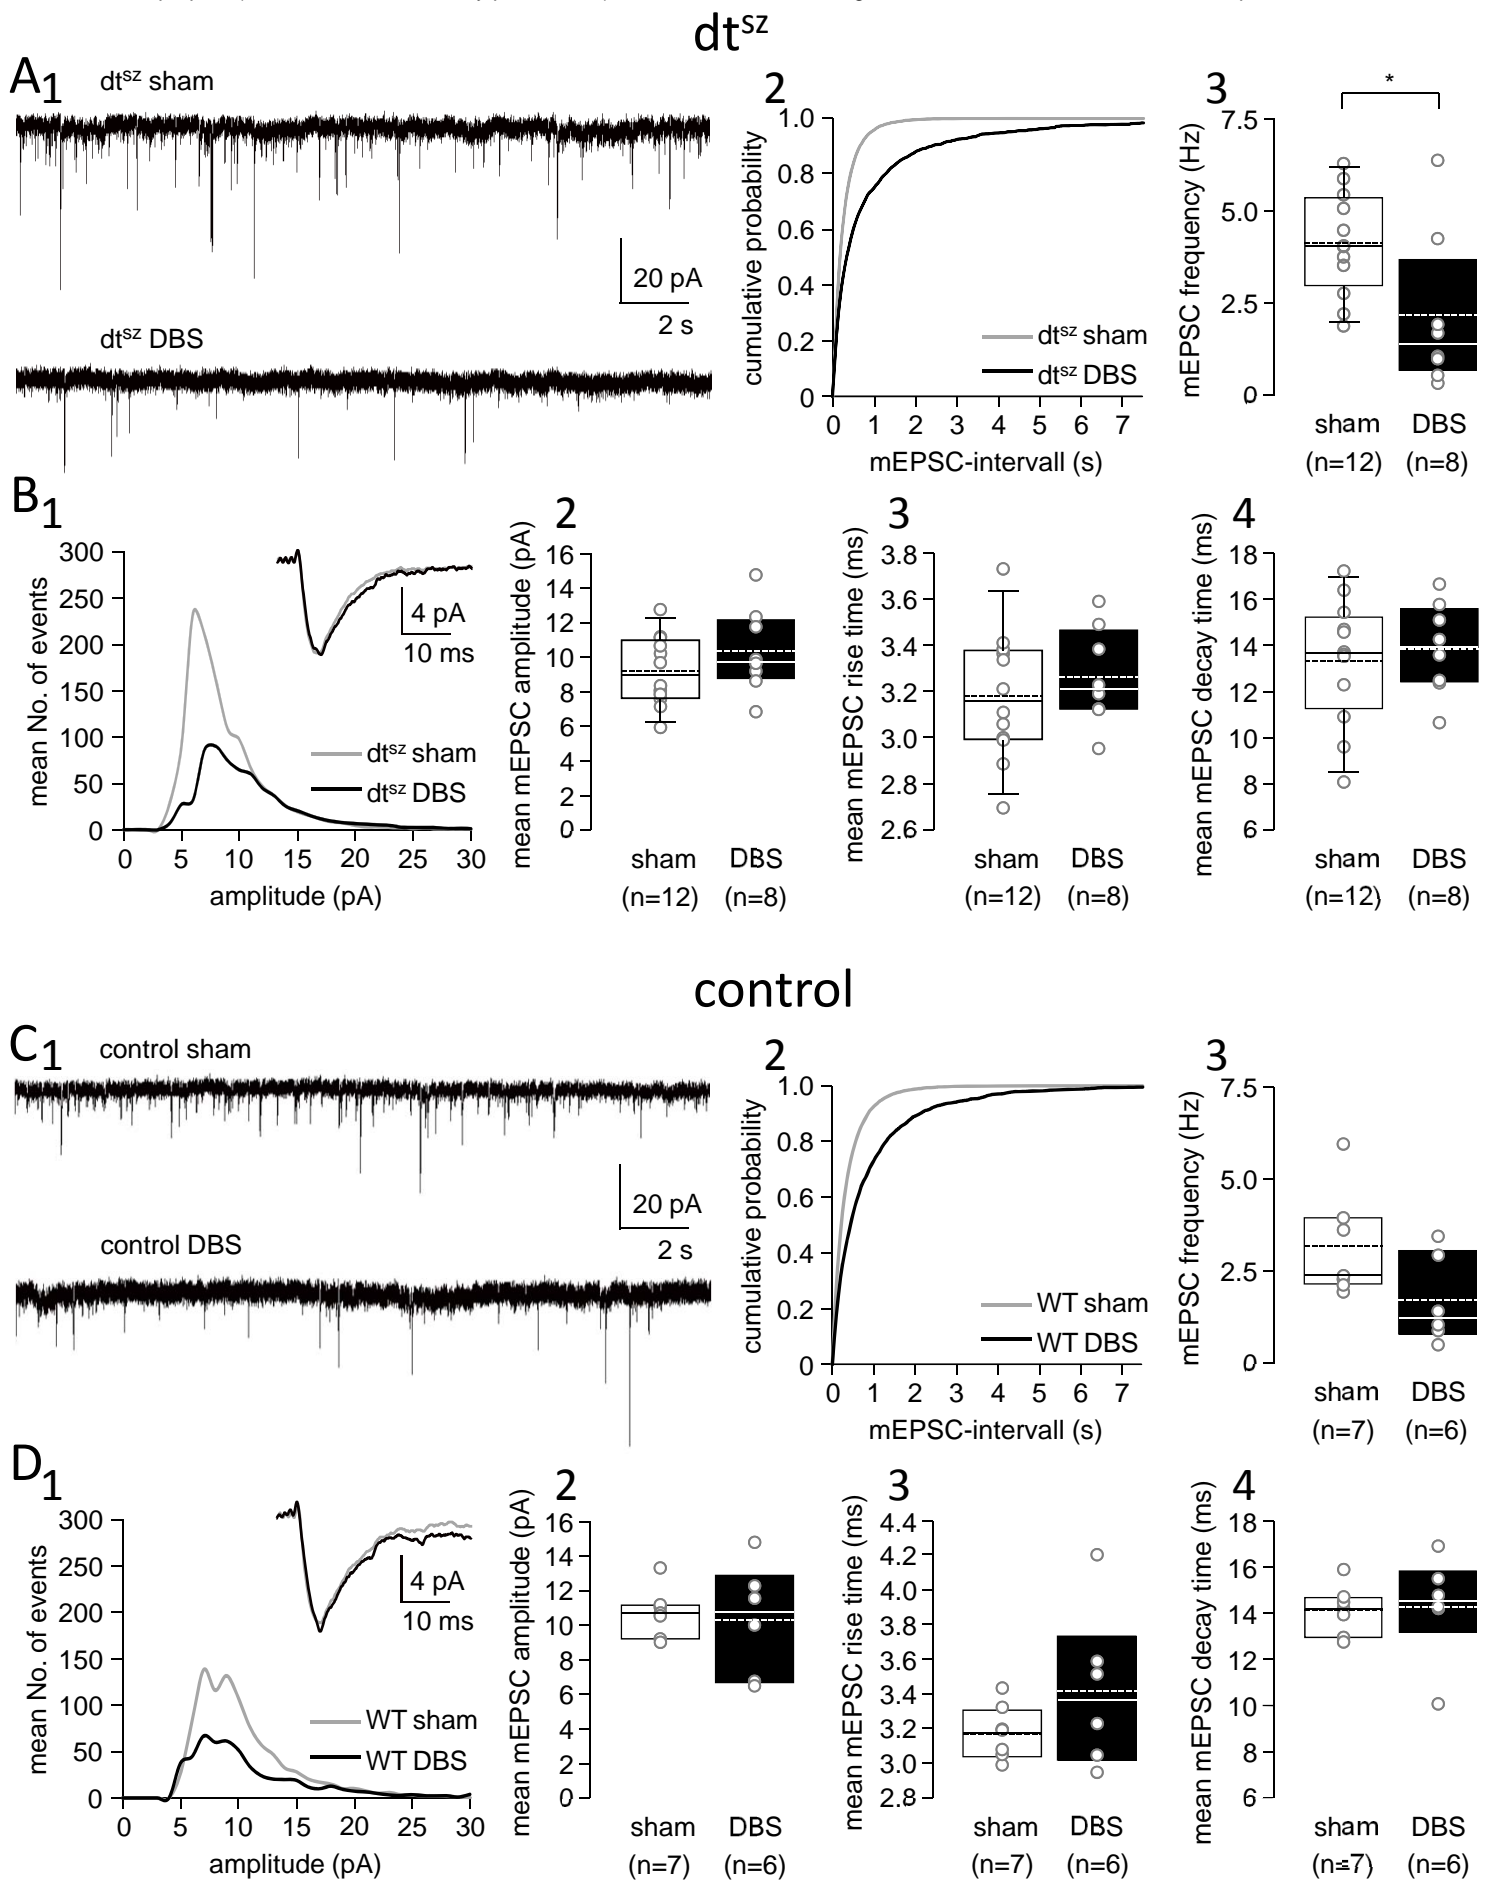 dtsz
A1
dtsz sham
20 pA
2 s
dtsz DBS
2
cumulative probability
1.0
0.8
0.6
0.4
0.2
0
0 1 2 3 4 5 6 7
mEPSC-intervall (s)
dtsz sham
dtsz DBS
3
*
mEPSC frequency (Hz)
7.5
5.0
2.5
0
sham DBS
(n=12) (n=8)
B1
mean No. of events
300
250
200
150
100
50
0
0 5 10 15 20 25 30
amplitude (pA)
4 pA
10 ms
dtsz sham
dtsz DBS
2
mean mEPSC amplitude (pA)
16
14
12
10
8
6
4
2
0
sham DBS
(n=12) (n=8)
3
mean mEPSC rise time (ms)
3.8
3.6
3.4
3.2
3.0
2.8
2.6
sham DBS
(n=12) (n=8)
4
mean mEPSC decay time (ms)
18
16
14
12
10
8
6
sham DBS
(n=12) (n=8)
control
C1
control sham
20 pA
2 s
control DBS
2
cumulative probability
1.0
0.8
0.6
0.4
0.2
0
0 1 2 3 4 5 6 7
mEPSC-intervall (s)
WT sham
WT DBS
3
mEPSC frequency (Hz)
7.5
5.0
2.5
0
sham DBS
(n=7) (n=6)
D1
mean No. of events
300
250
200
150
100
50
0
0 5 10 15 20 25 30
amplitude (pA)
4 pA
10 ms
WT sham
WT DBS
2
mean mEPSC amplitude (pA)
16
14
12
10
8
6
4
2
0
sham DBS
(n=7) (n=6)
3
mean mEPSC rise time (ms)
4.4
4.2
4.0
3.8
3.6
3.4
3.2
3.0
2.8
sham DBS
(n=7) (n=6)
4
mean mEPSC decay time (ms)
18
16
14
12
10
8
6
sham DBS
(n=7) (n=6)